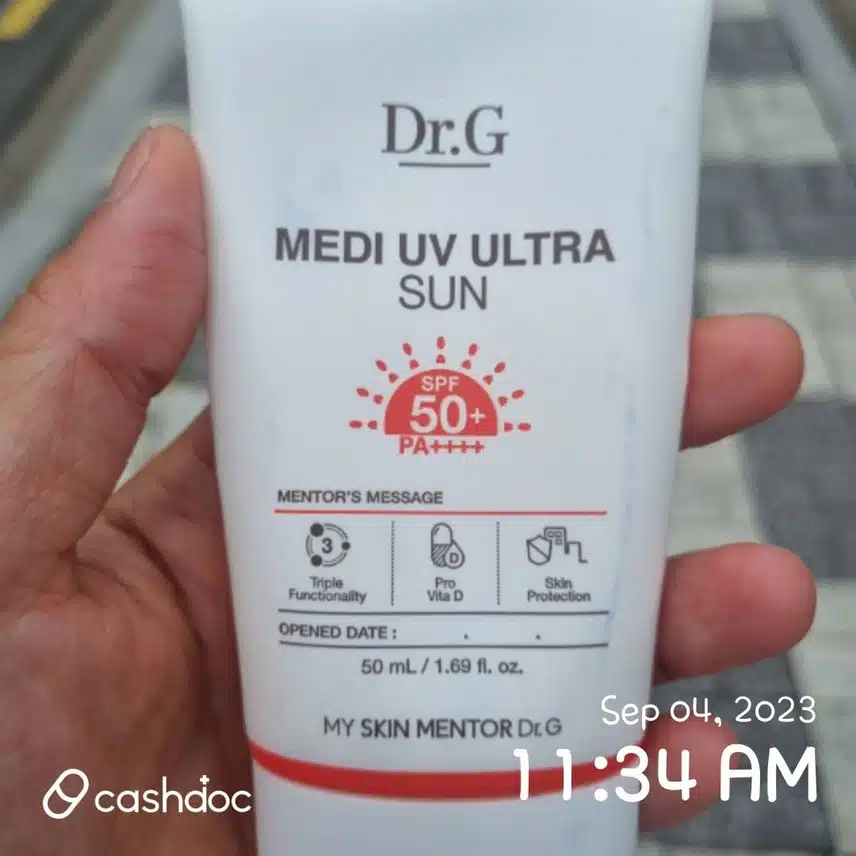 Dr.G
MEDI UV ULTRA
SUN
SPF
50+
PA++++
MENTOR'S MESSAGE
3
Triple
Functionality
D
Pro
Vita D
Skin
Protection
OPENED DATE : . .
50 mL / 1.69 fl. oz.
MY SKIN MENTOR Dr.G
Sep 04, 2023
11:34 AM
cashdoc